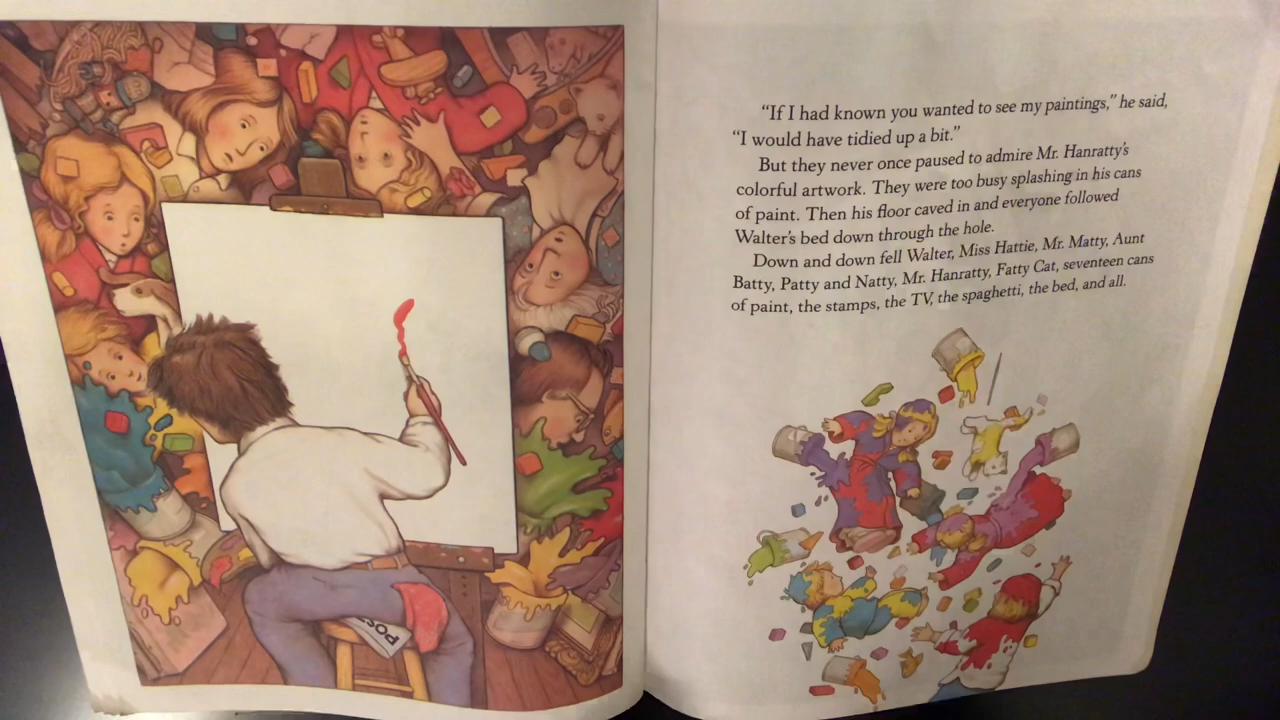 “If I had known you wanted to see my paintings,” he said,
“I would have tidied up a bit.”
But they never once paused to admire Mr. Hanratty’s
colorful artwork. They were too busy splashing in his cans
of paint. Then his floor caved in and everyone followed
Walter’s bed down through the hole.
Down and down fell Walter, Miss Hattie, Mr. Matty, Aunt
Batty, Patty and Natty, Mr. Hanratty, Fatty Cat, seventeen cans
of paint, the stamps, the TV, the spaghetti, the bed, and all.